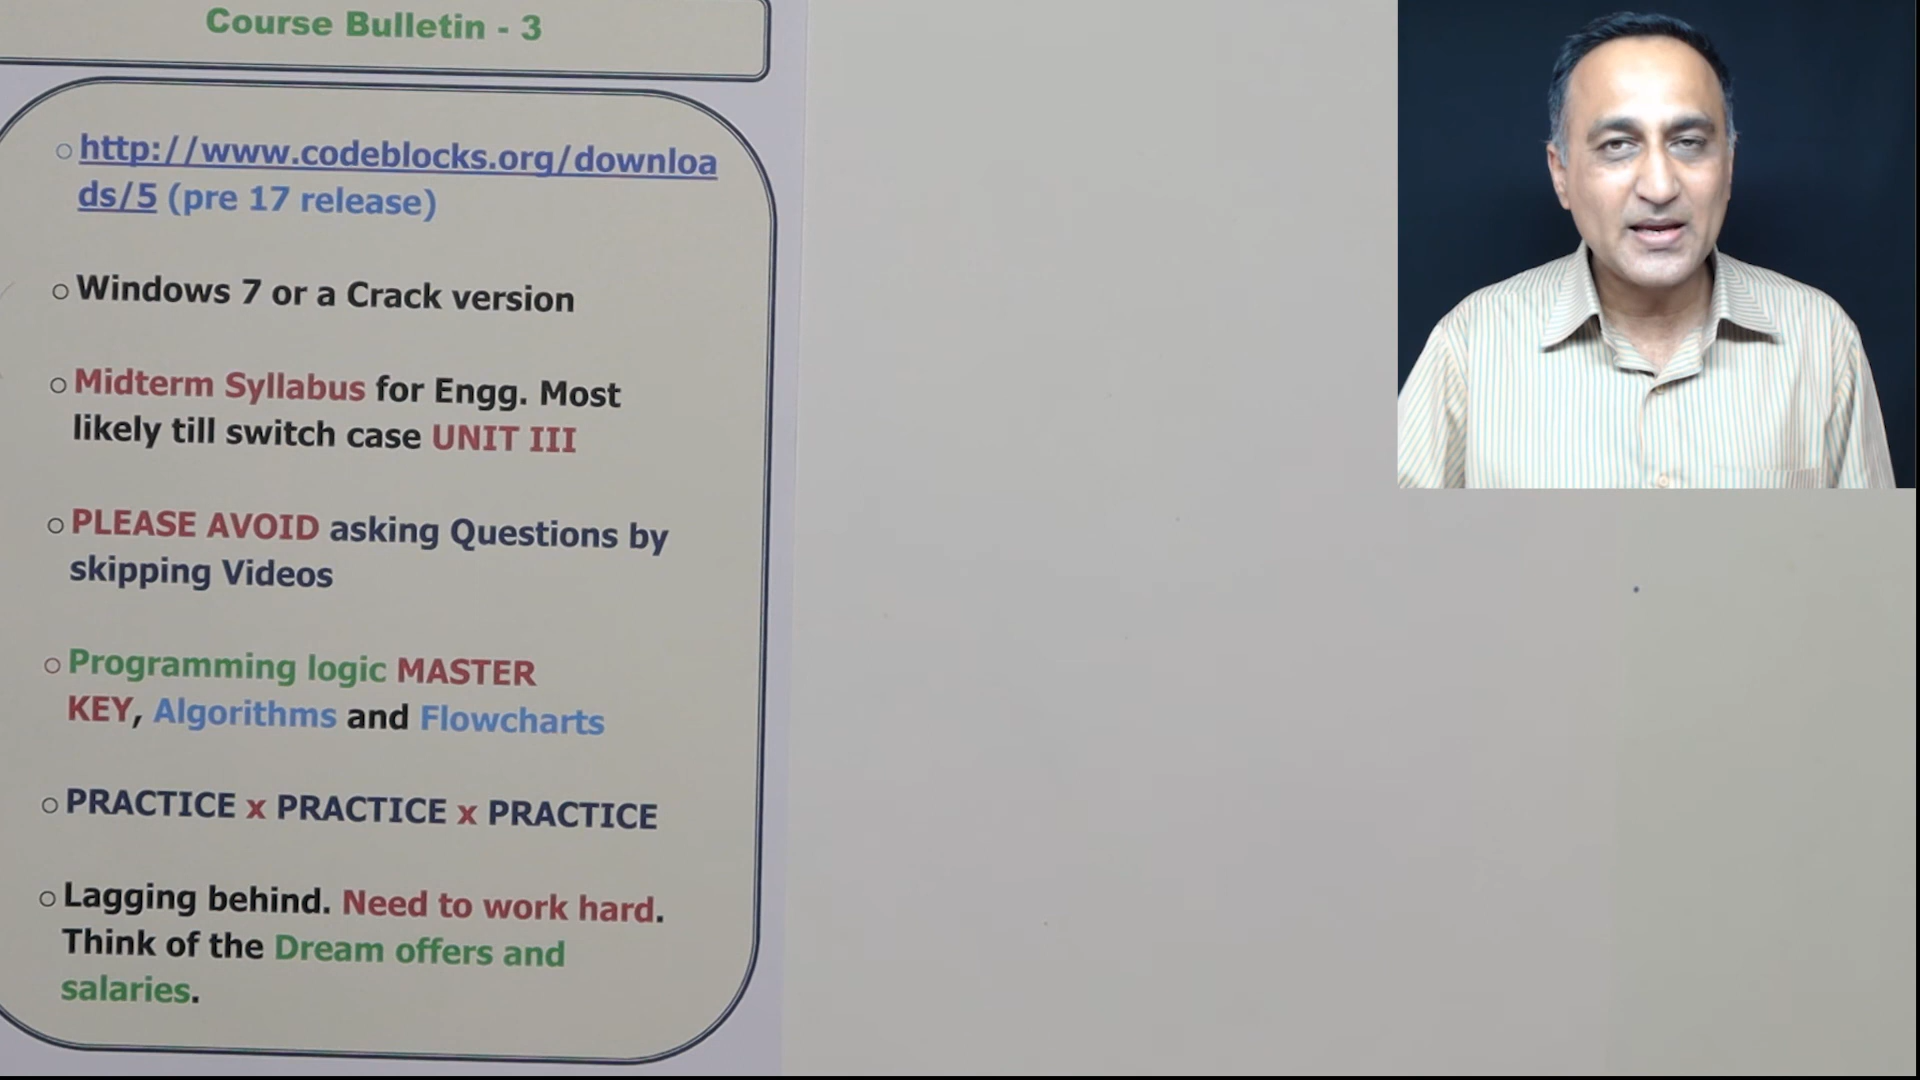 Course Bulletin - 3
http://www.codeblocks.org/downloa
ds/5 (pre 17 release)
Windows 7 or a Crack version
Midterm Syllabus for Engg. Most
likely till switch case UNIT III
PLEASE AVOID asking Questions by
skipping Videos
Programming logic MASTER
KEY, Algorithms and Flowcharts
PRACTICE x PRACTICE x PRACTICE
Lagging behind. Need to work hard.
Think of the Dream offers and
salaries.